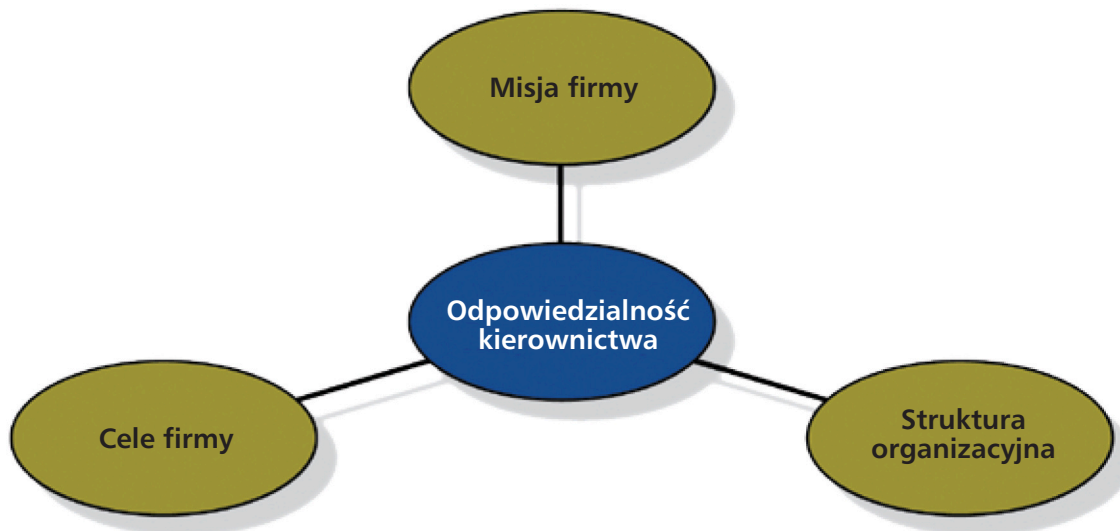 Misja firmy
Odpowiedzialność
kierownictwa
Cele firmy
Struktura
organizacyjna